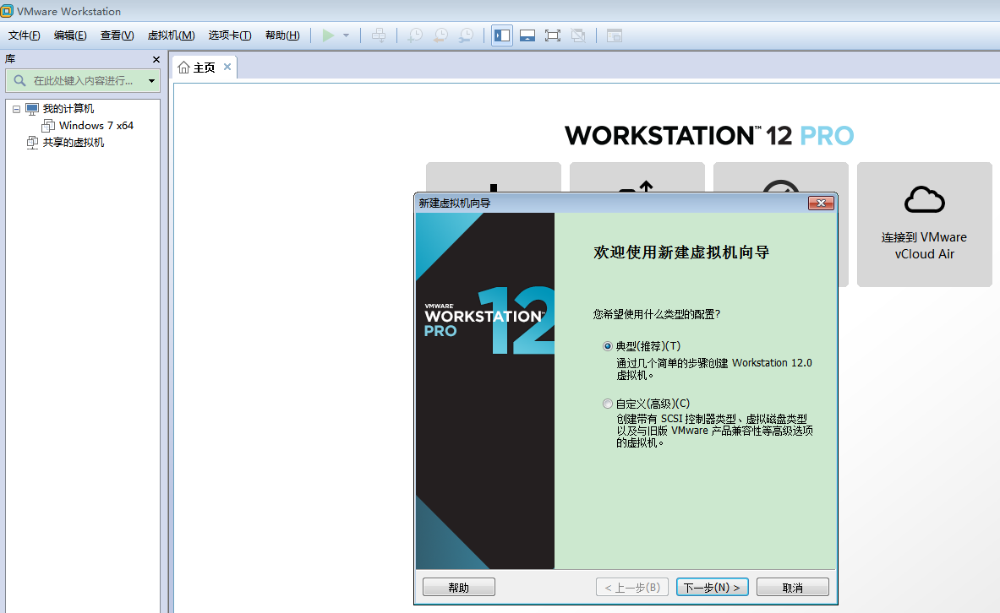 VMware Workstation
文件(F) 编辑(E) 查看(V) 虚拟机(M) 选项卡(T) 帮助(H)
库
在此处键入内容进行...
我的计算机
Windows 7 x64
共享的虚拟机
主页
WORKSTATION™ 12 PRO
连接到 VMware
vCloud Air
新建虚拟机向导
VMWARE
WORKSTATION™
PRO
12
欢迎使用新建虚拟机向导
您希望使用什么类型的配置?
典型(推荐)(T)
通过几个简单的步骤创建 Workstation 12.0
虚拟机。
自定义(高级)(C)
创建带有 SCSI 控制器类型、虚拟磁盘类型
以及与旧版 VMware 产品兼容性等高级选项
的虚拟机。
帮助
< 上一步(B)
下一步(N) >
取消